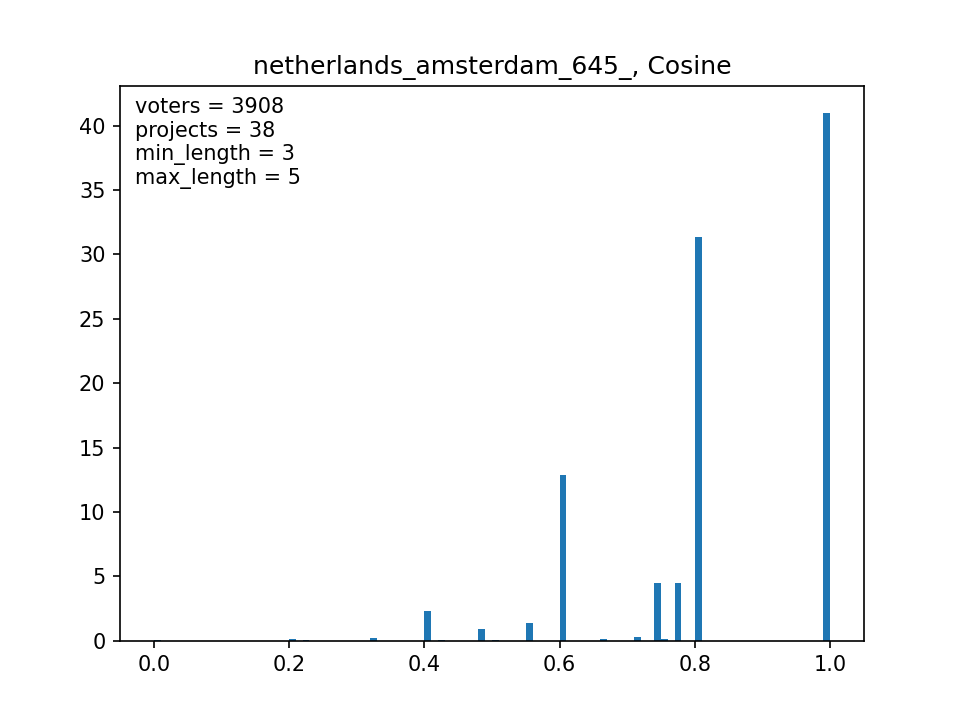 netherlands_amsterdam_645_, Cosine
voters = 3908
projects = 38
min_length = 3
max_length = 5
40
35
30
25
20
15
10
5
0
0.0 0.2 0.4 0.6 0.8 1.0